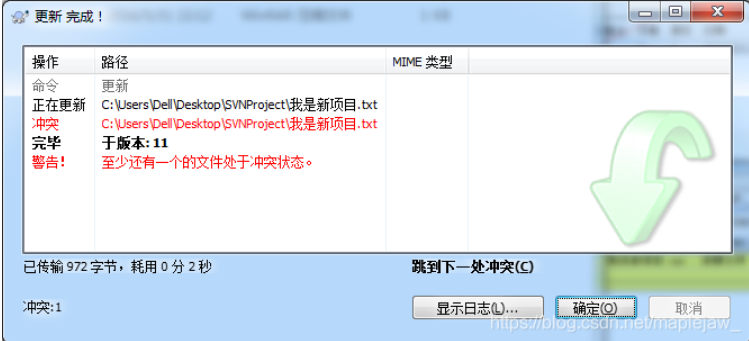 更新 完成！
操作 路径 MIME 类型
命令 更新
正在更新 C:\Users\Dell\Desktop\SVNProject\我是新项目.txt
冲突 C:\Users\Dell\Desktop\SVNProject\我是新项目.txt
完毕 于版本: 11
警告! 至少还有一个的文件处于冲突状态。
已传输 972 字节，耗用 0 分 2 秒 跳到下一处冲突(C)
冲突:1 显示日志(L)... 确定(O) 取消
https://blog.csdn.net/maplejaw_